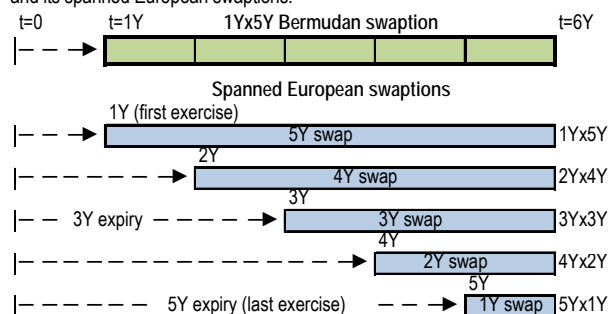 and its spanned European swaptions.
t=0 t=1Y 1Yx5Y Bermudan swaption t=6Y
Spanned European swaptions
1Y (first exercise)
5Y swap 1Yx5Y
2Y
4Y swap 2Yx4Y
3Y
3Y expiry 3Y swap 3Yx3Y
4Y
2Y swap 4Yx2Y
5Y
5Y expiry (last exercise) 1Y swap 5Yx1Y